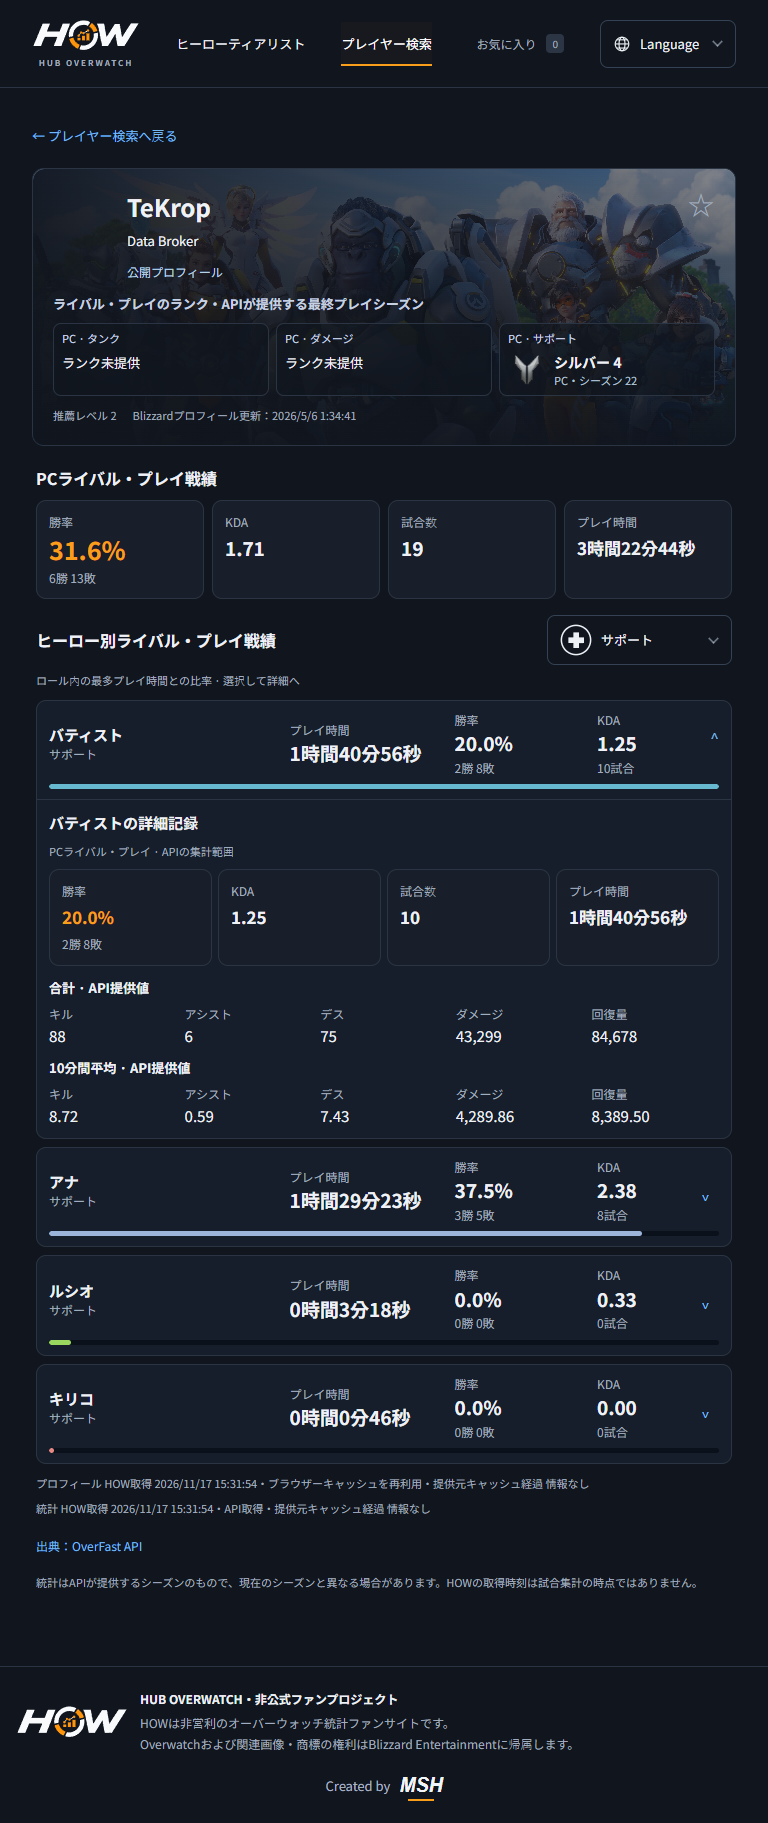 HOW
HUB OVERWATCH
ヒーローティアリスト
プレイヤー検索
お気に入り 0
Language
← プレイヤー検索へ戻る
TeKrop
Data Broker
公開プロフィール
ライバル・プレイのランク・APIが提供する最終プレイシーズン
PC・タンク
ランク未提供
PC・ダメージ
ランク未提供
PC・サポート
シルバー 4
PC・シーズン 22
推薦レベル 2 Blizzardプロフィール更新：2026/5/6 1:34:41
PCライバル・プレイ戦績
勝率
31.6%
6勝 13敗
KDA
1.71
試合数
19
プレイ時間
3時間22分44秒
ヒーロー別ライバル・プレイ戦績
サポート
ロール内の最多プレイ時間との比率・選択して詳細へ
バティスト
サポート
プレイ時間
1時間40分56秒
勝率
20.0%
2勝 8敗
KDA
1.25
10試合
^
バティストの詳細記録
PCライバル・プレイ・APIの集計範囲
勝率
20.0%
2勝 8敗
KDA
1.25
試合数
10
プレイ時間
1時間40分56秒
合計・API提供値
キル アシスト デス ダメージ 回復量
88 6 75 43,299 84,678
10分間平均・API提供値
キル アシスト デス ダメージ 回復量
8.72 0.59 7.43 4,289.86 8,389.50
アナ
サポート
プレイ時間
1時間29分23秒
勝率
37.5%
3勝 5敗
KDA
2.38
8試合
v
ルシオ
サポート
プレイ時間
0時間3分18秒
勝率
0.0%
0勝 0敗
KDA
0.33
0試合
v
キリコ
サポート
プレイ時間
0時間0分46秒
勝率
0.0%
0勝 0敗
KDA
0.00
0試合
v
プロフィール HOW取得 2026/11/17 15:31:54・ブラウザーキャッシュを再利用・提供元キャッシュ経過 情報なし
統計 HOW取得 2026/11/17 15:31:54・API取得・提供元キャッシュ経過 情報なし
出典：OverFast API
統計はAPIが提供するシーズンのもので、現在のシーズンと異なる場合があります。HOWの取得時刻は試合集計の時点ではありません。
HOW
HUB OVERWATCH・非公式ファンプロジェクト
HOWは非営利のオーバーウォッチ統計ファンサイトです。
Overwatchおよび関連画像・商標の権利はBlizzard Entertainmentに帰属します。
Created by MSH